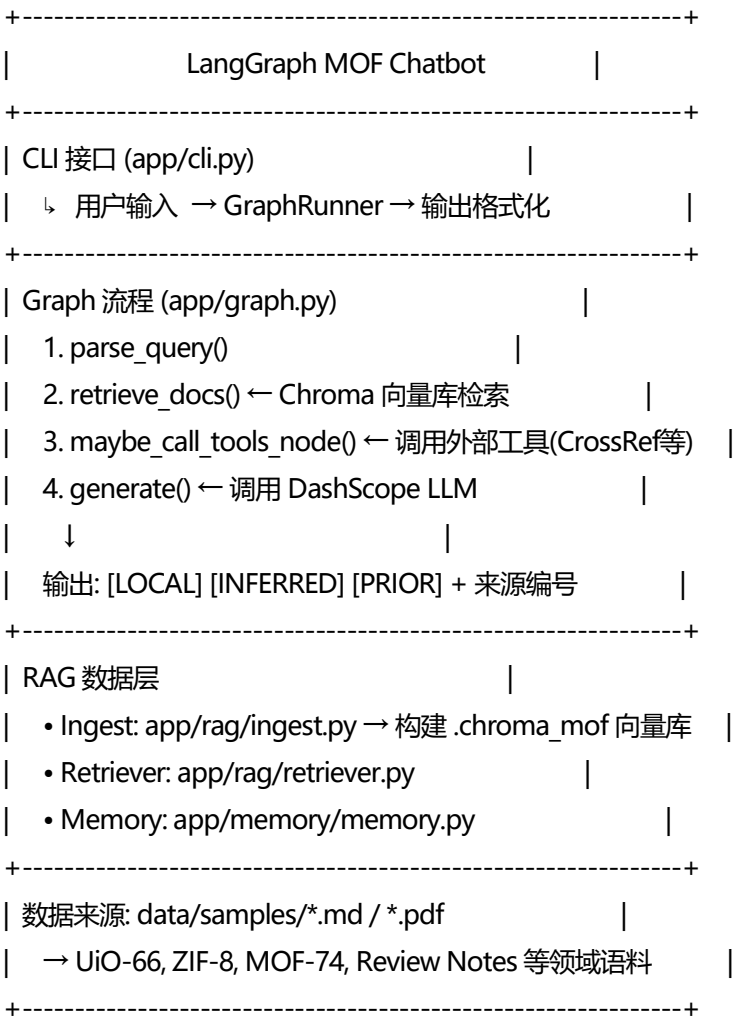 +---------------------------------------------------------------+
| LangGraph MOF Chatbot |
+---------------------------------------------------------------+
| CLI 接口 (app/cli.py) |
| ↳ 用户输入 → GraphRunner → 输出格式化 |
+---------------------------------------------------------------+
| Graph 流程 (app/graph.py) |
| 1. parse_query() |
| 2. retrieve_docs() ← Chroma 向量库检索 |
| 3. maybe_call_tools_node() ← 调用外部工具(CrossRef等) |
| 4. generate() ← 调用 DashScope LLM |
| ↓ |
| 输出: [LOCAL] [INFERRED] [PRIOR] + 来源编号 |
+---------------------------------------------------------------+
| RAG 数据层 |
| • Ingest: app/rag/ingest.py → 构建 .chroma_mof 向量库 |
| • Retriever: app/rag/retriever.py |
| • Memory: app/memory/memory.py |
+---------------------------------------------------------------+
| 数据来源: data/samples/*.md / *.pdf |
| → UiO-66, ZIF-8, MOF-74, Review Notes 等领域语料 |
+---------------------------------------------------------------+